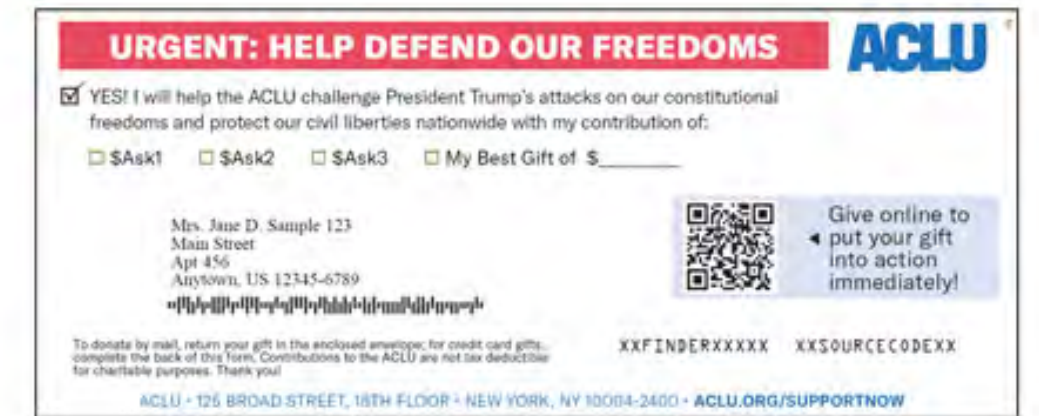 URGENT: HELP DEFEND OUR FREEDOMS
ACLU
YES! I will help the ACLU challenge President Trump's attacks on our constitutional
freedoms and protect our civil liberties nationwide with my contribution of:
$Ask1 $Ask2 $Ask3 My Best Gift of $________
Mrs. Jane D. Sample 123
Main Street
Apt 456
Anytown, US 12345-6789
Give online to
put your gift
into action
immediately!
To donate by mail, return your gift in the enclosed envelope; for credit card gifts,
complete the back of this form. Contributions to the ACLU are not tax deductible
for charitable purposes. Thank you!
XXFINDERXXXXX XXSOURCECODEXX
ACLU • 125 BROAD STREET, 18TH FLOOR • NEW YORK, NY 10004-2400 • ACLU.ORG/SUPPORTNOW